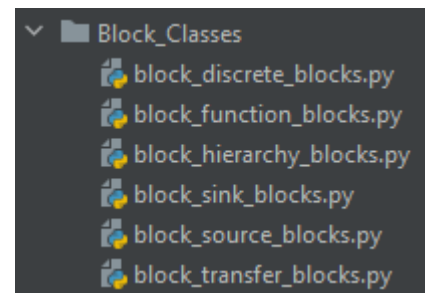 Block_Classes
block_discrete_blocks.py
block_function_blocks.py
block_hierarchy_blocks.py
block_sink_blocks.py
block_source_blocks.py
block_transfer_blocks.py